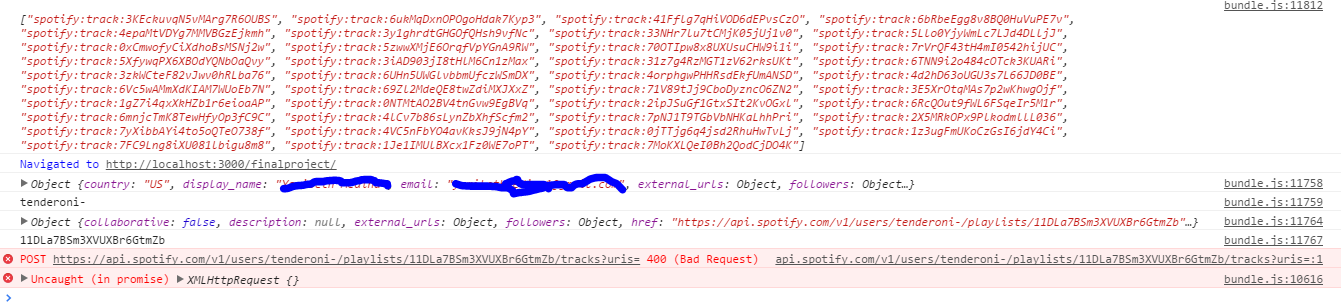 bundle.js:11812
["spotify:track:3KEckuvqN5vMArg7R6OUBS", "spotify:track:6ukMqDxnOPOgoHdak7Kyp3", "spotify:track:41Fflg7qHiVOD6dEPvsCzO", "spotify:track:6bRbeEgg8v8BQ0HuVuPE7v",
"spotify:track:4epaMtVDYg7MMVBGzEjkmh", "spotify:track:3y1ghrdtGHGOfQHsh9vfNc", "spotify:track:33NHr7lu7tCMjK05jUj1v0", "spotify:track:5Llo0YjyWmLc7lJd4DLljJ",
"spotify:track:0xCmwofyCiXdhoBsMSNj2w", "spotify:track:5zwwXMjE6OrqfVpYGnA9RW", "spotify:track:70OTIpw8x8UXUsuCHW9i1i", "spotify:track:7rVrQF43tH4mI0542hijUC",
"spotify:track:5XfywqPX6XBOdYQNbOaQvy", "spotify:track:3iAD903jI8tHlM6Cn1zMax", "spotify:track:31z7g4RzMGT1zV62rksUKt", "spotify:track:6TNN9i2o484cOTck3KUARi",
"spotify:track:3zkWCteF82vJwv0hRLba76", "spotify:track:6UHn5UWGlvbbmUfczWSmDX", "spotify:track:4orphgwPHHRsdEkfUmANSD", "spotify:track:4d2hD63oUGU3s7L66JD0BE",
"spotify:track:6Vc5wAMmXdKIAM7WUoEb7N", "spotify:track:69Zl2MdeQE8twZdiMXJXxZ", "spotify:track:71V89tJj9CboDyzncO6ZN2", "spotify:track:3E5XrOtqMAs7p2wKhwgOjf",
"spotify:track:1gZ7i4qxXkHZb1r6eioaAP", "spotify:track:0NTMtAO2BV4tnGvw9EgBVq", "spotify:track:2ipJSuGf1GtxSIt2KvOGxl", "spotify:track:6RcQOut9fWL6FSqeIr5M1r",
"spotify:track:6mnjcTmK8TewHfyOp3fC9C", "spotify:track:4lCv7b86sLynZbXhfScfm2", "spotify:track:7pNJ1T9TGbVbNHKaLhhPri", "spotify:track:2X5MRkOPx9PlkodmllL036",
"spotify:track:7yXibbAYi4to5oQTeO738f", "spotify:track:4VC5nFbYO4avKksJ9jN4pY", "spotify:track:0jTTjg6q4jsd2RhuHwTvLj", "spotify:track:1z3ugFmUKoCzGsI6jdY4Ci",
"spotify:track:7FC9Lng8iXU081lbigu8m8", "spotify:track:1Je1IMUlBXcx1Fz0WE7oPT", "spotify:track:7MoKXLQeI0Bh2QodCjDO4K"]
Navigated to http://localhost:3000/finalproject/
Object {country: "US", display_name: " email: " ", external_urls: Object, followers: Object…} bundle.js:11758
tenderoni- bundle.js:11759
Object {collaborative: false, description: null, external_urls: Object, followers: Object, href: "https://api.spotify.com/v1/users/tenderoni-/playlists/11DLa7BSm3XVUXBr6GtmZb"…} bundle.js:11764
11DLa7BSm3XVUXBr6GtmZb bundle.js:11767
POST https://api.spotify.com/v1/users/tenderoni-/playlists/11DLa7BSm3XVUXBr6GtmZb/tracks?uris= 400 (Bad Request) api.spotify.com/v1/users/tenderoni-/playlists/11DLa7BSm3XVUXBr6GtmZb/tracks?uris=:1
Uncaught (in promise) XMLHttpRequest {} bundle.js:10616